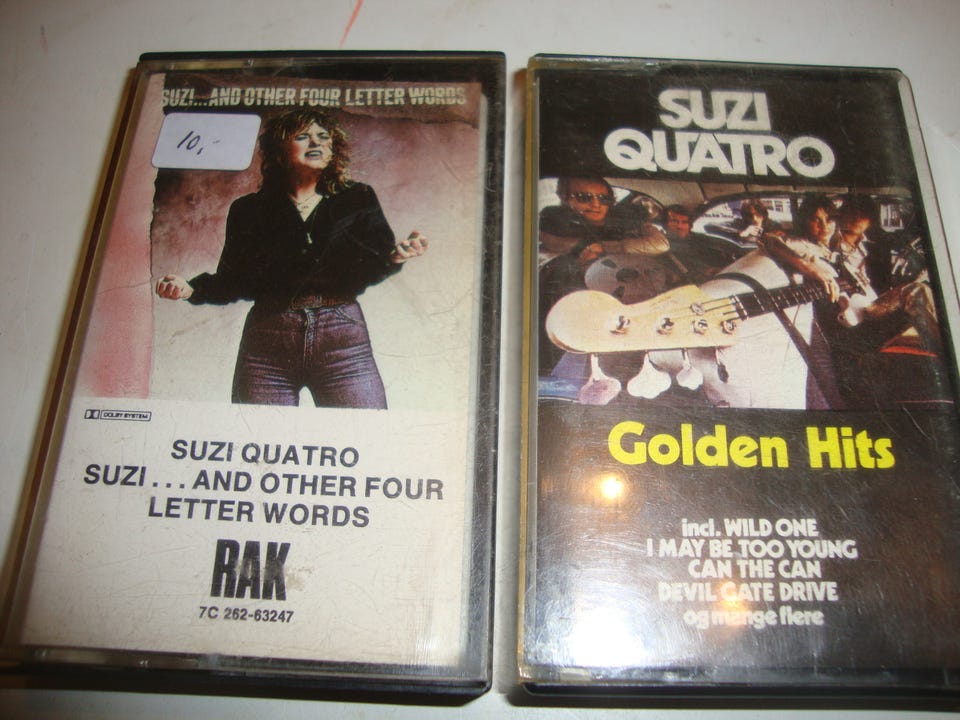 SUZI...AND OTHER FOUR LETTER WORDS
10,-
DOLBY SYSTEM
SUZI QUATRO
SUZI ... AND OTHER FOUR
LETTER WORDS
RAK
7C 262-63247
SUZI
QUATRO
Golden Hits
incl. WILD ONE
I MAY BE TOO YOUNG
CAN THE CAN
DEVIL GATE DRIVE
og mange flere